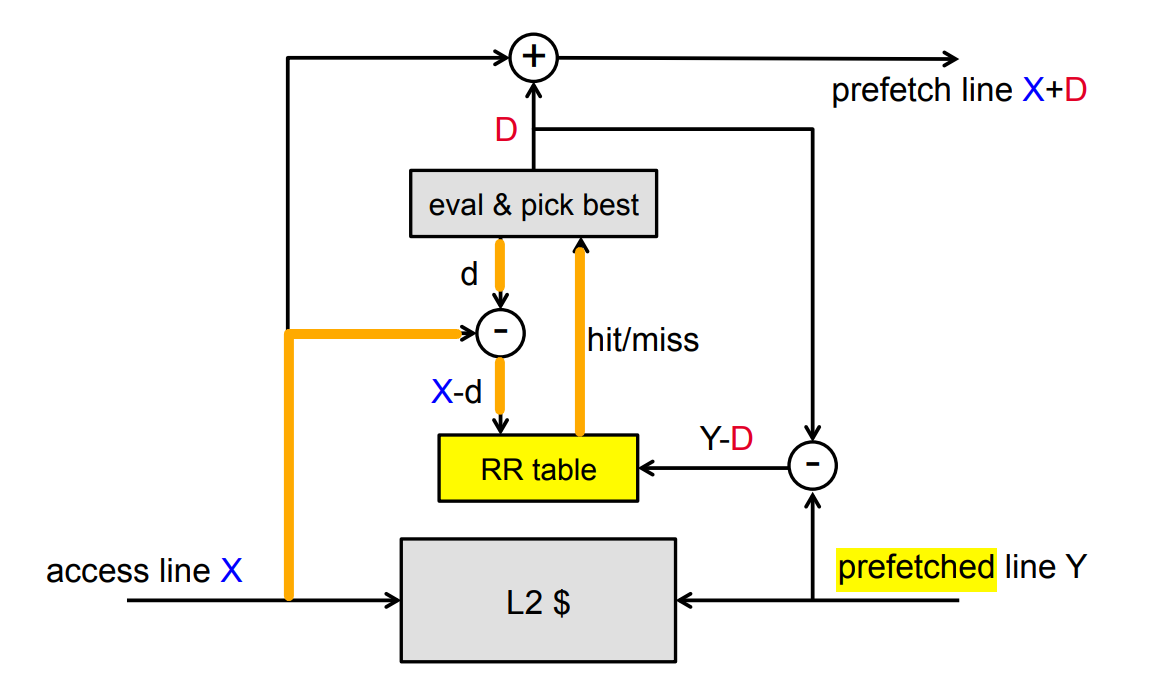 +
prefetch line X+D
D
eval & pick best
d
-
hit/miss
X-d
Y-D
-
RR table
access line X
prefetched line Y
L2 $